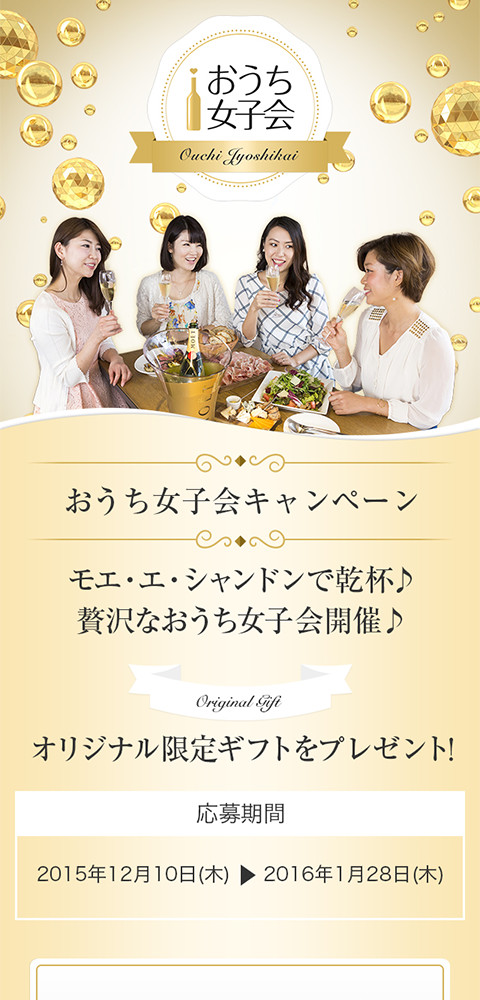 おうち
女子会
Ouchi Jyoshikai
おうち女子会キャンペーン
モエ・エ・シャンドンで乾杯♪
贅沢なおうち女子会開催♪
Original Gift
オリジナル限定ギフトをプレゼント!
応募期間
2015年12月10日(木) ▶ 2016年1月28日(木)